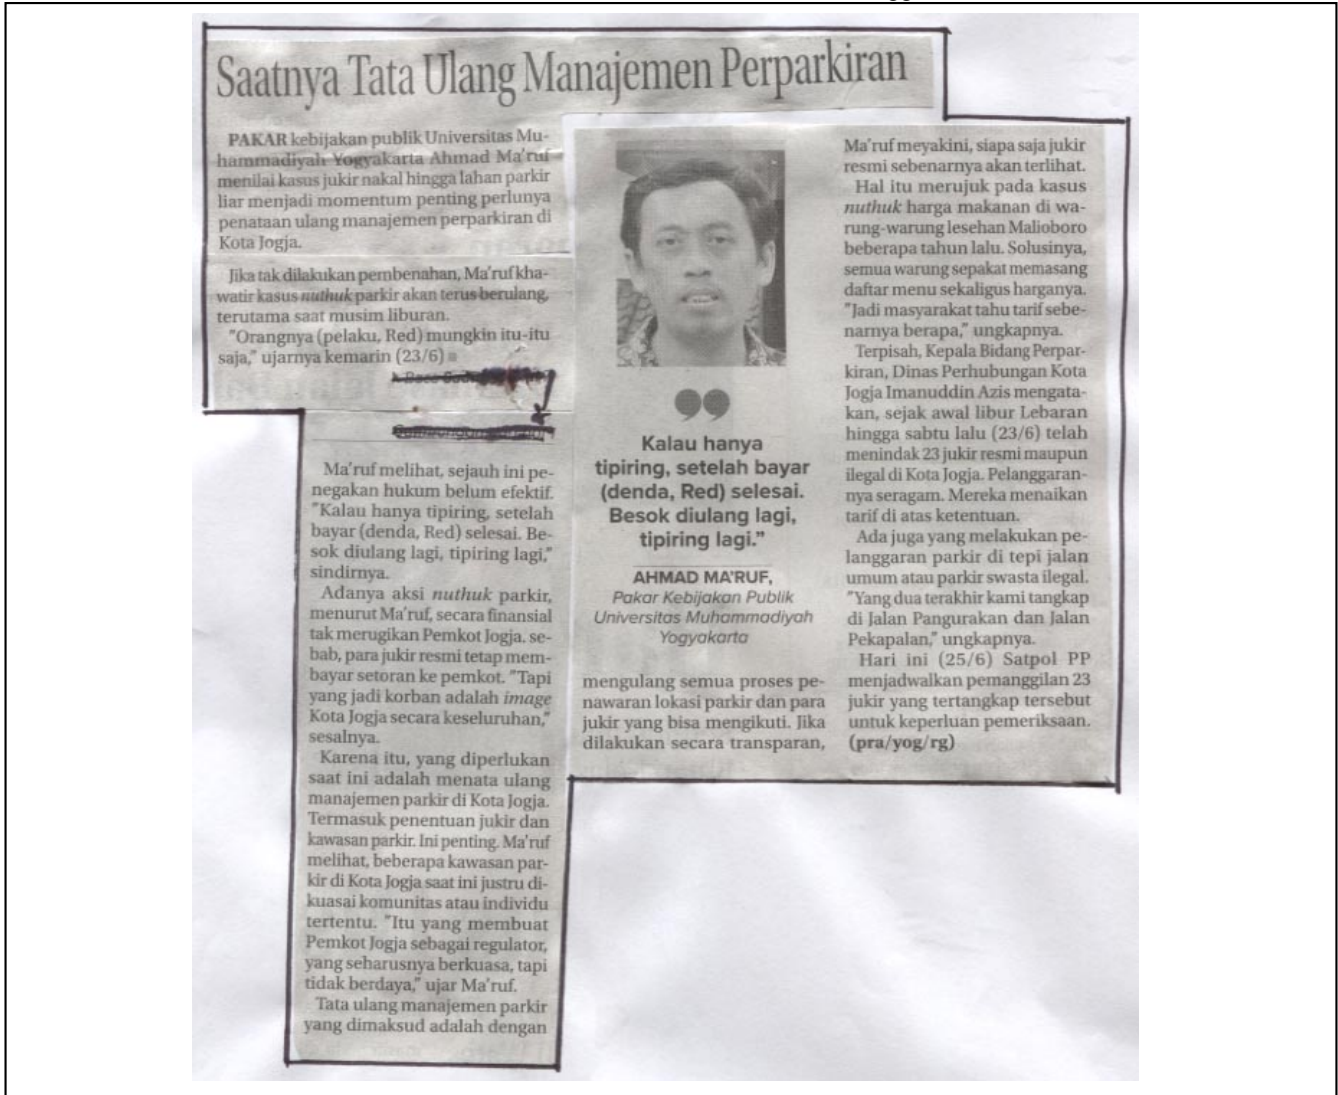 Saatnya Tata Ulang Manajemen Perparkiran
PAKAR kebijakan publik Universitas Mu-
hammadiyah Yogyakarta Ahmad Ma'ruf
menilai kasus jukir nakal hingga lahan parkir
liar menjadi momentum penting perlunya
penataan ulang manajemen perparkiran di
Kota Jogja.
Jika tak dilakukan pembenahan, Ma'ruf kha-
watir kasus nuthuk parkir akan terus berulang,
terutama saat musim liburan.
"Orangnya (pelaku, Red) mungkin itu-itu
saja," ujarnya kemarin (23/6)
Ma'ruf melihat, sejauh ini pe-
negakan hukum belum efektif.
"Kalau hanya tipiring, setelah
bayar (denda, Red) selesai. Be-
sok diulang lagi, tipiring lagi,"
sindirnya.
Adanya aksi nuthuk parkir,
menurut Ma'ruf, secara finansial
tak merugikan Pemkot Jogja. se-
bab, para jukir resmi tetap mem-
bayar setoran ke pemkot. "Tapi
yang jadi korban adalah image
Kota Jogja secara keseluruhan,"
sesalnya.
Karena itu, yang diperlukan
saat ini adalah menata ulang
manajemen parkir di Kota Jogja.
Termasuk penentuan jukir dan
kawasan parkir. Ini penting. Ma'ruf
melihat, beberapa kawasan par-
kir di Kota Jogja saat ini justru di-
kuasai komunitas atau individu
tertentu. "Itu yang membuat
Pemkot Jogja sebagai regulator,
yang seharusnya berkuasa, tapi
tidak berdaya," ujar Ma'ruf.
Tata ulang manajemen parkir
yang dimaksud adalah dengan
Kalau hanya
tipiring, setelah bayar
(denda, Red) selesai.
Besok diulang lagi,
tipiring lagi."
AHMAD MA'RUF,
Pakar Kebijakan Publik
Universitas Muhammadiyah
Yogyakarta
mengulang semua proses pe-
nawaran lokasi parkir dan para
jukir yang bisa mengikuti. Jika
dilakukan secara transparan,
Ma'ruf meyakini, siapa saja jukir
resmi sebenarnya akan terlihat.
Hal itu merujuk pada kasus
nuthuk harga makanan di wa-
rung-warung lesehan Malioboro
beberapa tahun lalu. Solusinya,
semua warung sepakat memasang
daftar menu sekaligus harganya.
"Jadi masyarakat tahu tarif sebe-
narnya berapa," ungkapnya.
Terpisah, Kepala Bidang Perpar-
kiran, Dinas Perhubungan Kota
Jogja Imanuddin Azis mengata-
kan, sejak awal libur Lebaran
hingga sabtu lalu (23/6) telah
menindak 23 jukir resmi maupun
ilegal di Kota Jogja. Pelanggaran-
nya seragam. Mereka menaikan
tarif di atas ketentuan.
Ada juga yang melakukan pe-
langgaran parkir di tepi jalan
umum atau parkir swasta ilegal.
"Yang dua terakhir kami tangkap
di Jalan Pangurakan dan Jalan
Pekapalan," ungkapnya.
Hari ini (25/6) Satpol PP
menjadwalkan pemanggilan 23
jukir yang tertangkap tersebut
untuk keperluan pemeriksaan.
(pra/yog/rg)